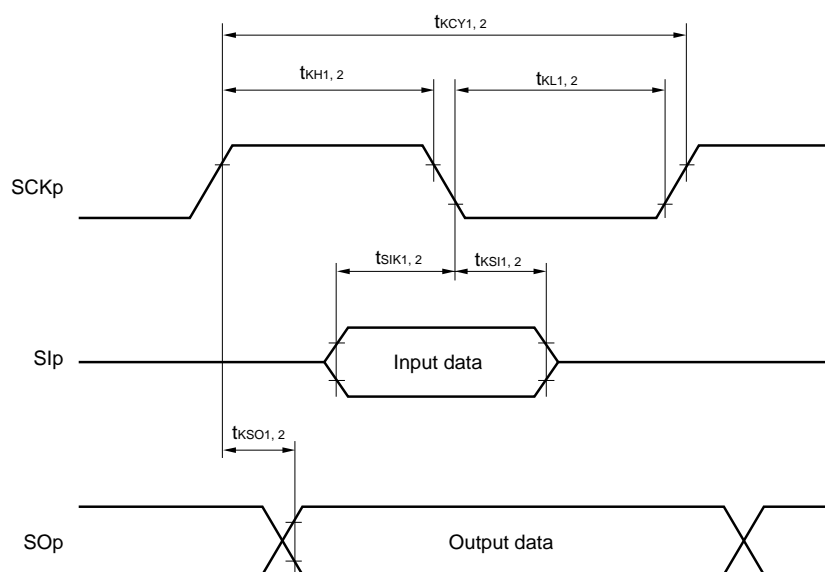 tKCY1, 2
tKH1, 2
tKL1, 2
SCKp
tSIK1, 2
tKSI1, 2
SIp
Input data
tKSO1, 2
SOp
Output data